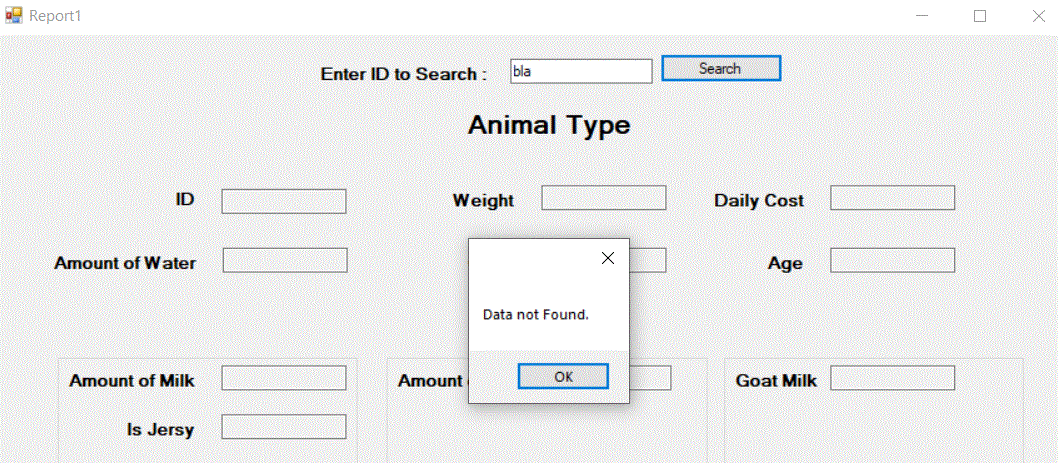 Report1
Enter ID to Search : bla Search
Animal Type
ID Weight Daily Cost
Amount of Water Age
Data not Found.
OK
Amount of Milk Amount Goat Milk
Is Jersy